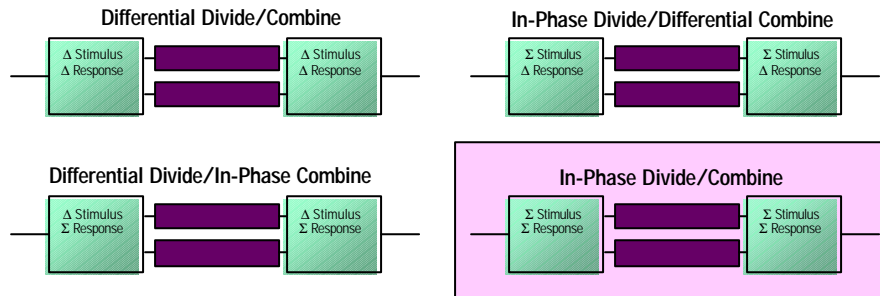 Differential Divide/Combine
Δ Stimulus
Δ Response
Δ Stimulus
Δ Response
In-Phase Divide/Differential Combine
Σ Stimulus
Δ Response
Σ Stimulus
Δ Response
Differential Divide/In-Phase Combine
Δ Stimulus
Σ Response
Δ Stimulus
Σ Response
In-Phase Divide/Combine
Σ Stimulus
Σ Response
Σ Stimulus
Σ Response